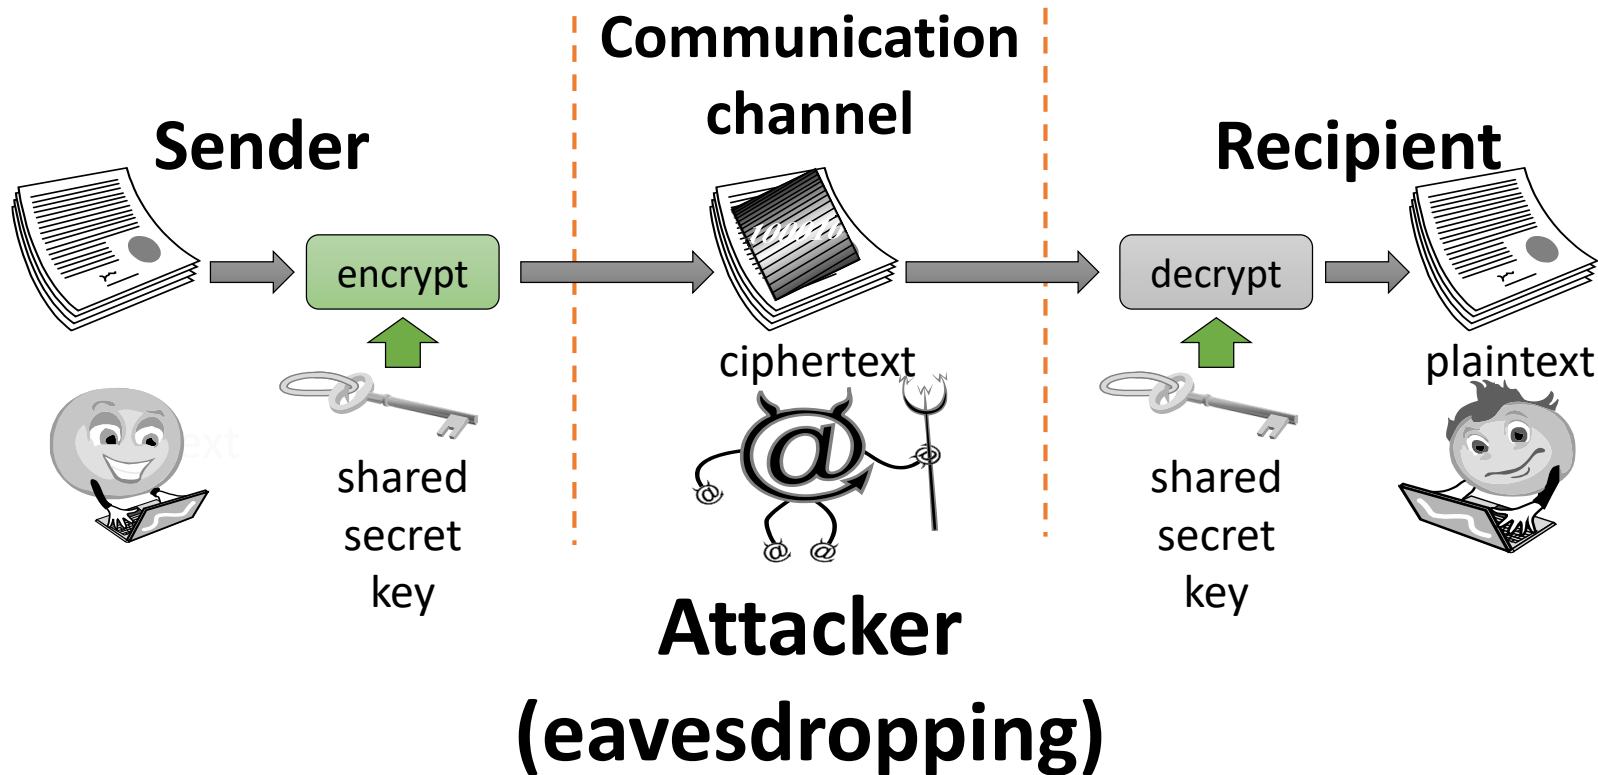 Communication
channel
Sender
Recipient
encrypt
decrypt
ciphertext
plaintext
shared
secret
key
@
@
@
@
@
shared
secret
key
Attacker
(eavesdropping)